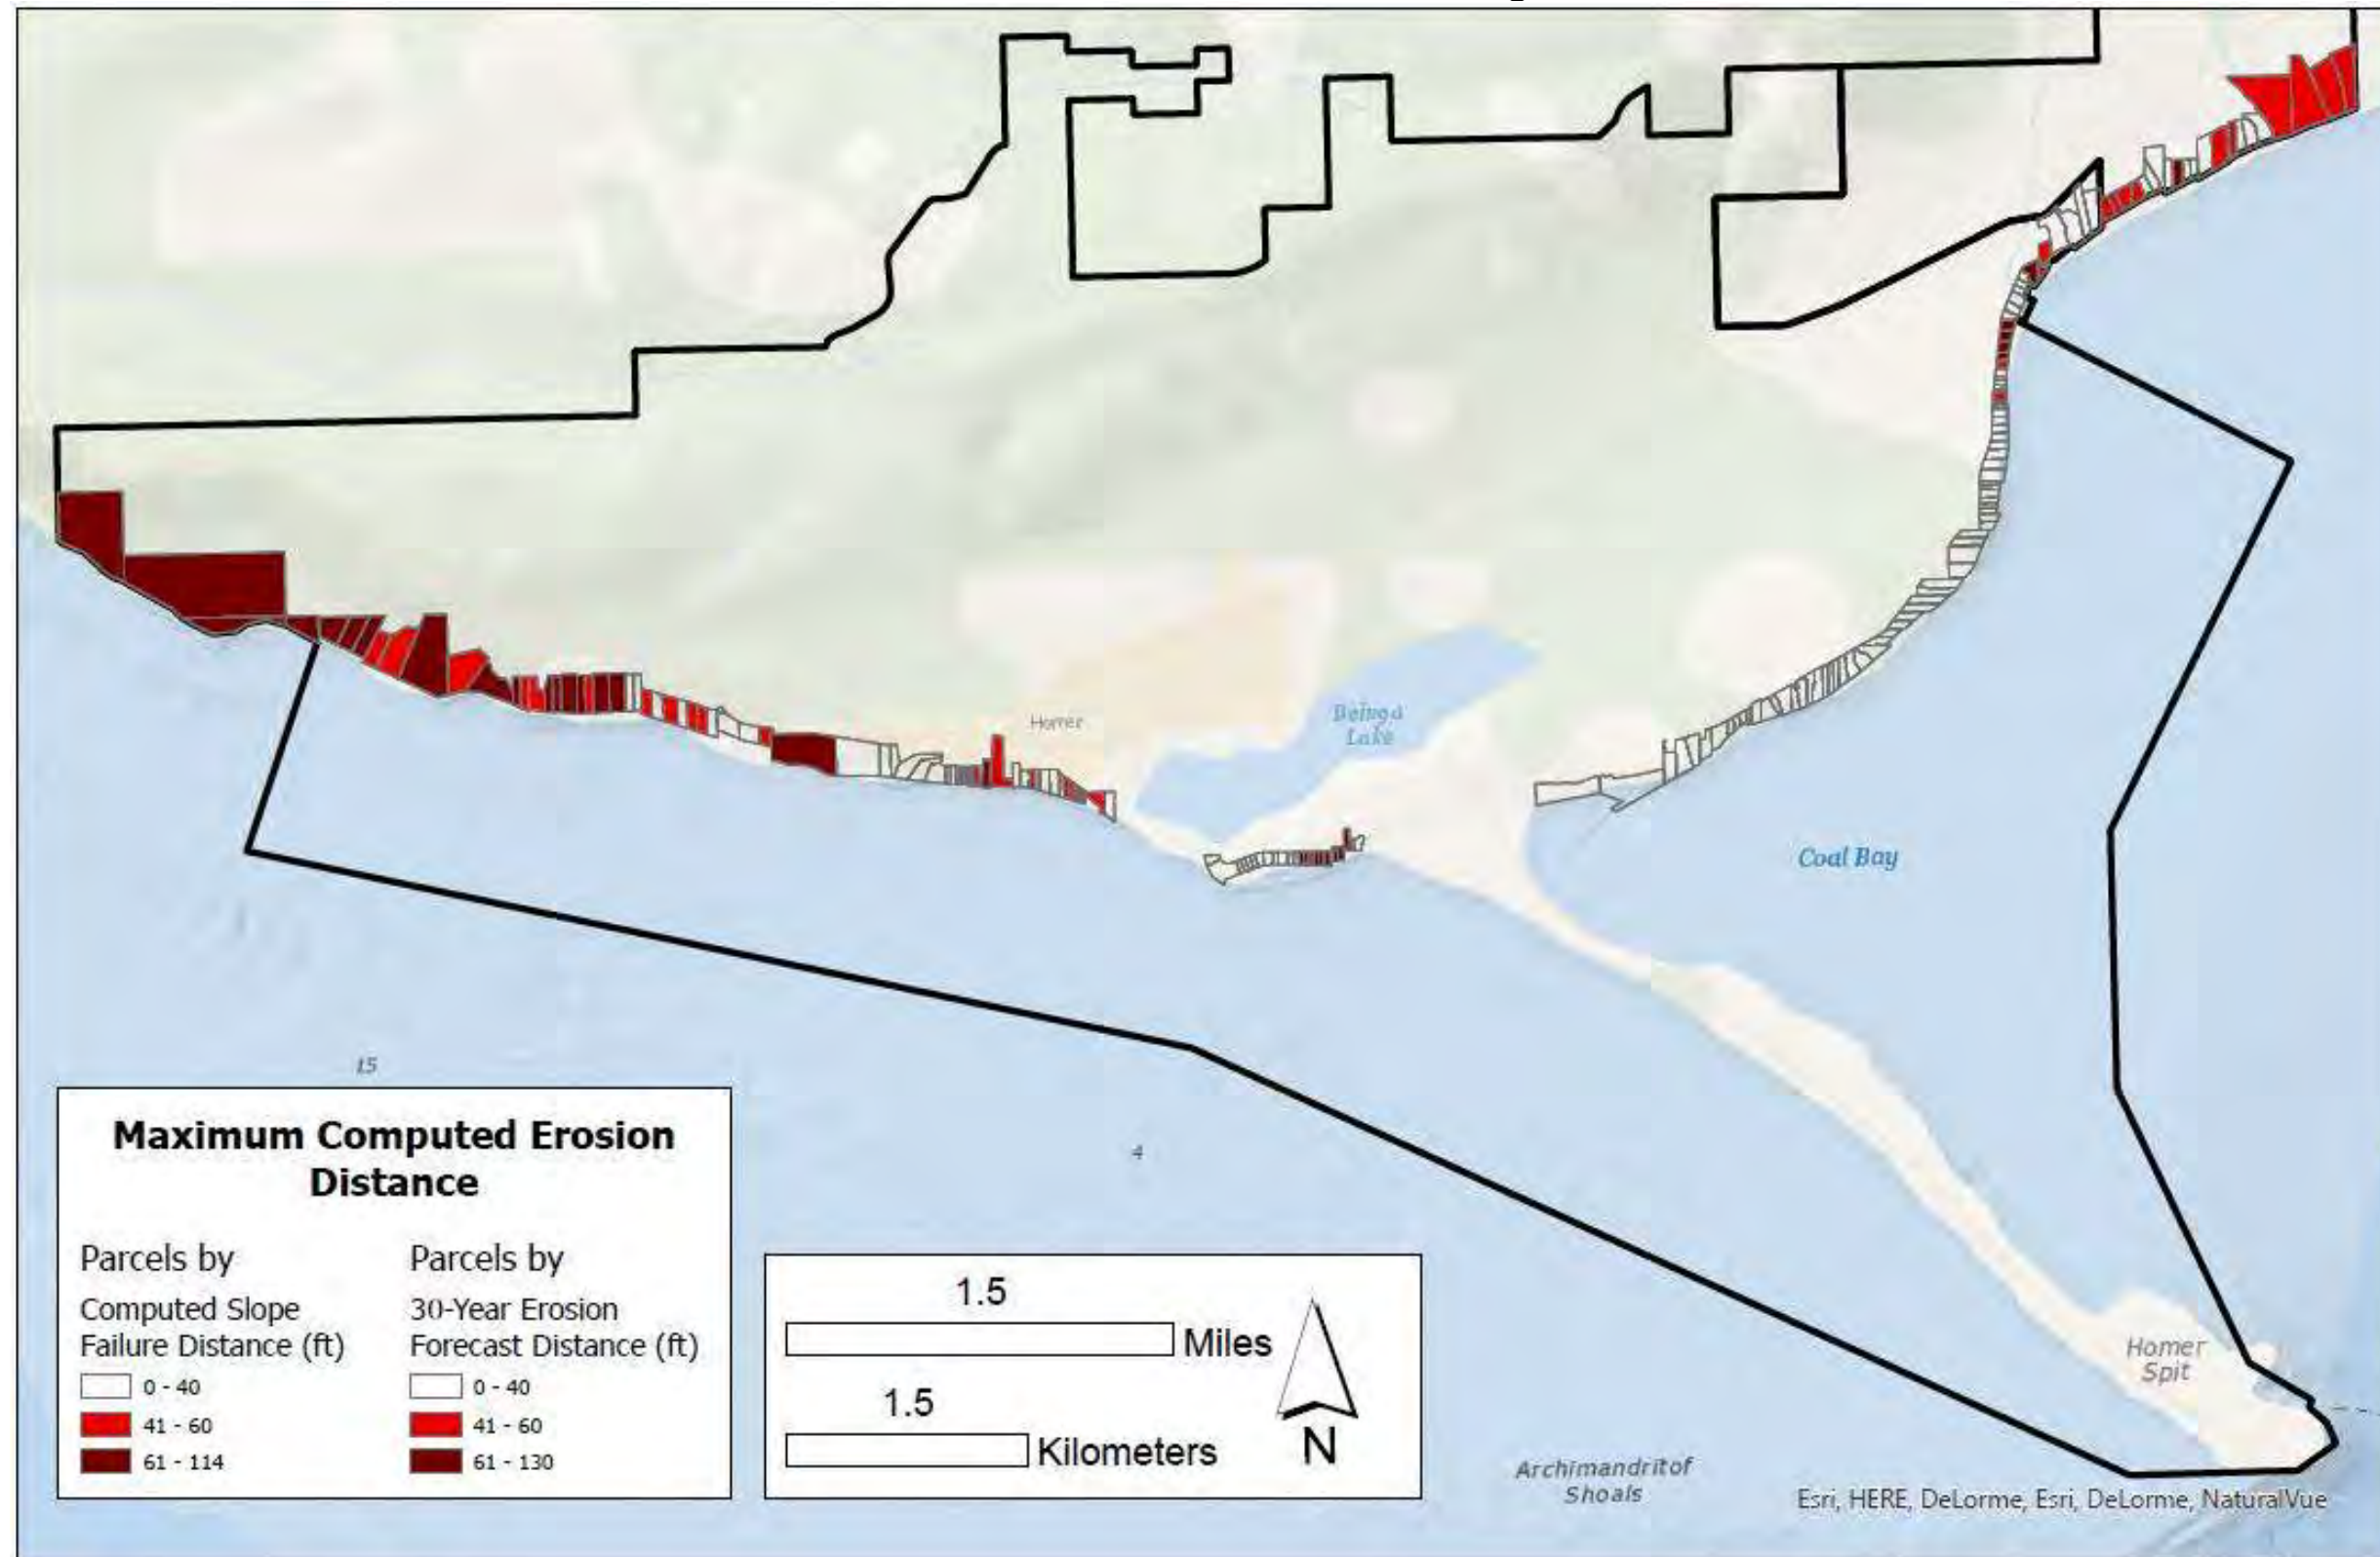 Homer
Beluga
Lake
Coal Bay
15
4
Maximum Computed Erosion
Distance
Parcels by
Computed Slope
Failure Distance (ft)
0 - 40
41 - 60
61 - 114
Parcels by
30-Year Erosion
Forecast Distance (ft)
0 - 40
41 - 60
61 - 130
1.5
Miles
1.5
Kilometers
N
Homer
Spit
Archimandritof
Shoals
Esri, HERE, DeLorme, Esri, DeLorme, NaturalVue